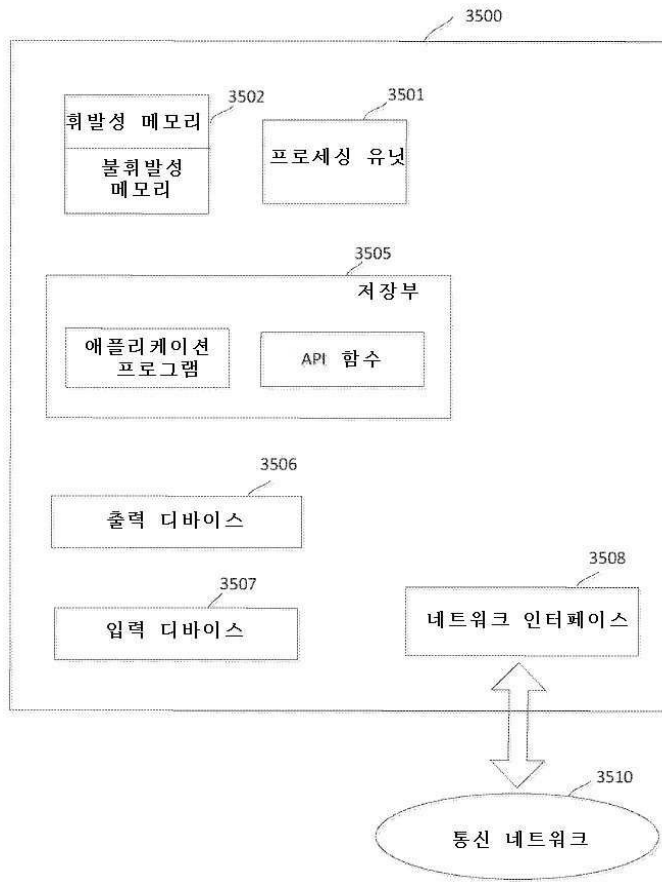 3500
3502
3501
휘발성 메모리
불휘발성
메모리
프로세싱 유닛
3505
저장부
애플리케이션
프로그램
API 함수
3506
출력 디바이스
3507
입력 디바이스
3508
네트워크 인터페이스
3510
통신 네트워크